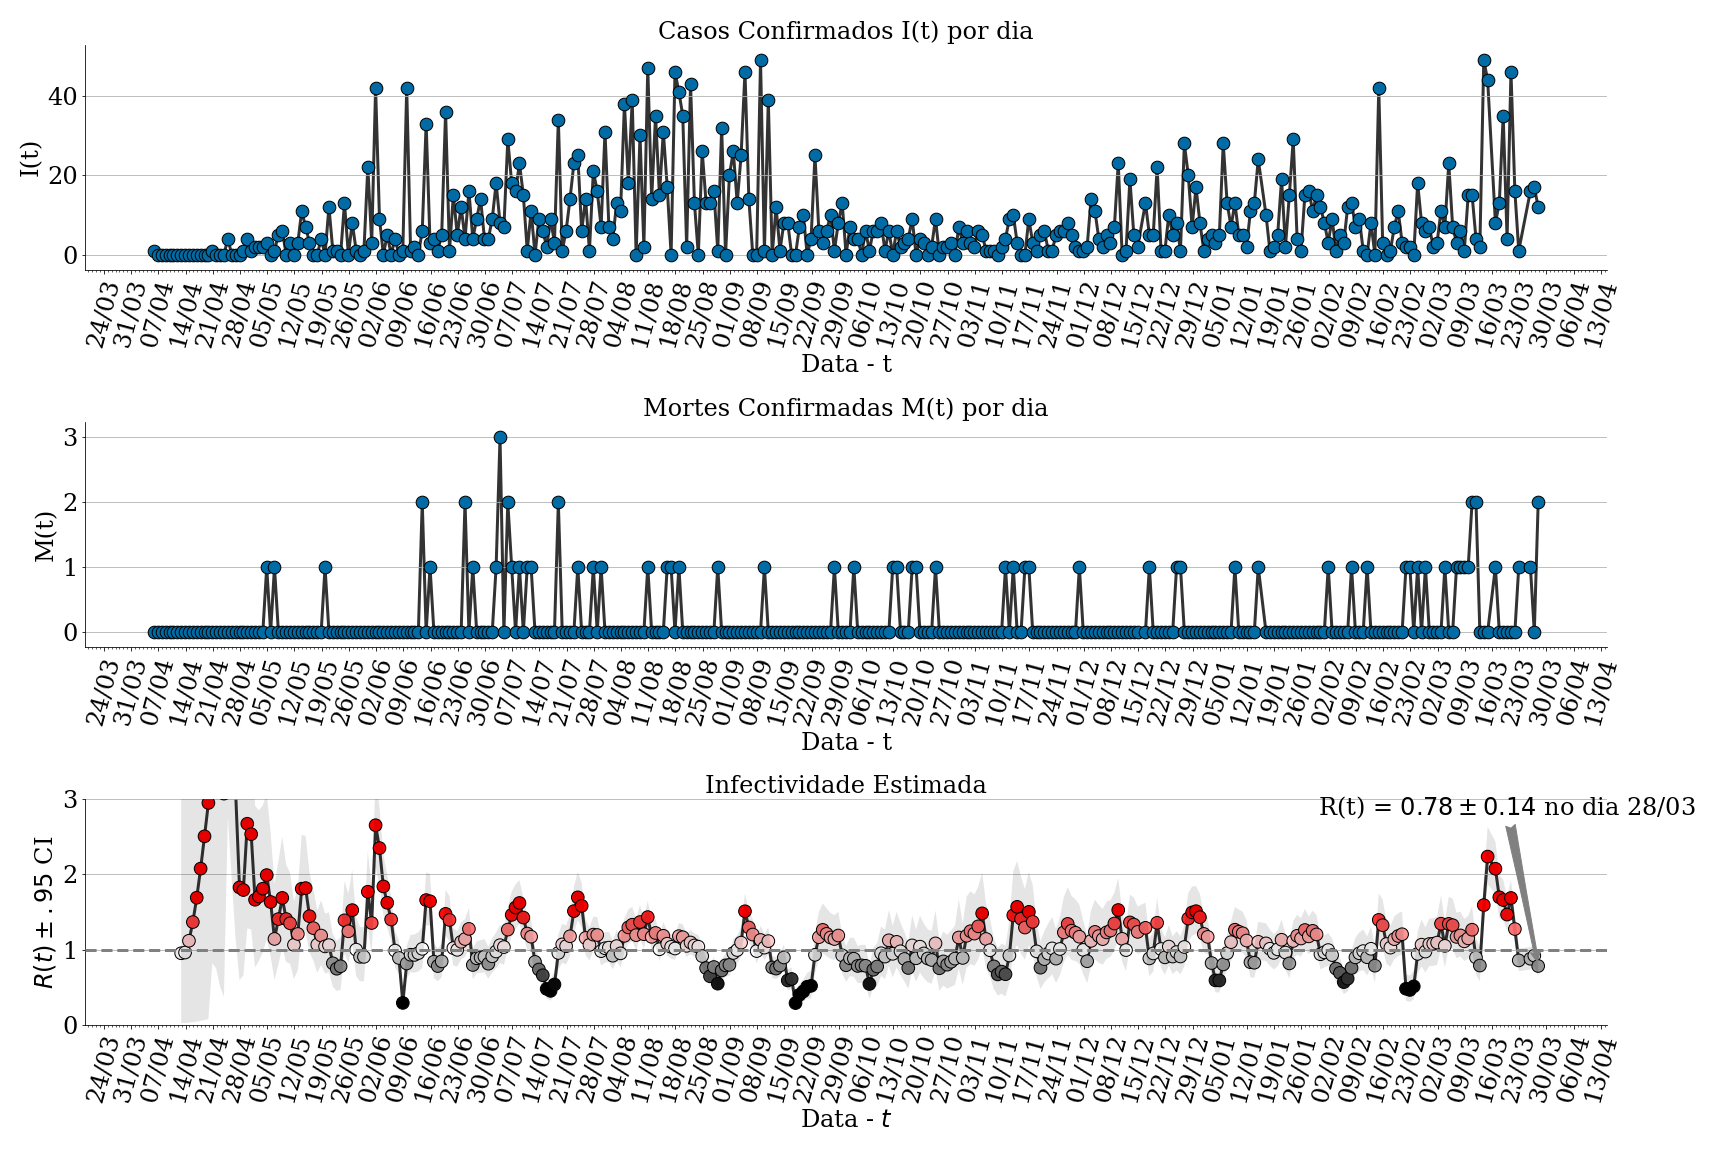 Casos Confirmados I(t) por dia
I(t)
40
20
0
24/03 31/03 07/04 14/04 21/04 28/04 05/05 12/05 19/05 26/05 02/06 09/06 16/06 23/06 30/06 07/07 14/07 21/07 28/07 04/08 11/08 18/08 25/08 01/09 08/09 15/09 22/09 29/09 06/10 13/10 20/10 27/10 03/11 10/11 17/11 24/11 01/12 08/12 15/12 22/12 29/12 05/01 12/01 19/01 26/01 02/02 09/02 16/02 23/02 02/03 09/03 16/03 23/03 30/03 06/04 13/04
Data - t
Mortes Confirmadas M(t) por dia
M(t)
3
2
1
0
24/03 31/03 07/04 14/04 21/04 28/04 05/05 12/05 19/05 26/05 02/06 09/06 16/06 23/06 30/06 07/07 14/07 21/07 28/07 04/08 11/08 18/08 25/08 01/09 08/09 15/09 22/09 29/09 06/10 13/10 20/10 27/10 03/11 10/11 17/11 24/11 01/12 08/12 15/12 22/12 29/12 05/01 12/01 19/01 26/01 02/02 09/02 16/02 23/02 02/03 09/03 16/03 23/03 30/03 06/04 13/04
Data - t
Infectividade Estimada
R(t) = 0.78 ± 0.14 no dia 28/03
R(t) ± .95 CI
3
2
1
0
24/03 31/03 07/04 14/04 21/04 28/04 05/05 12/05 19/05 26/05 02/06 09/06 16/06 23/06 30/06 07/07 14/07 21/07 28/07 04/08 11/08 18/08 25/08 01/09 08/09 15/09 22/09 29/09 06/10 13/10 20/10 27/10 03/11 10/11 17/11 24/11 01/12 08/12 15/12 22/12 29/12 05/01 12/01 19/01 26/01 02/02 09/02 16/02 23/02 02/03 09/03 16/03 23/03 30/03 06/04 13/04
Data - t